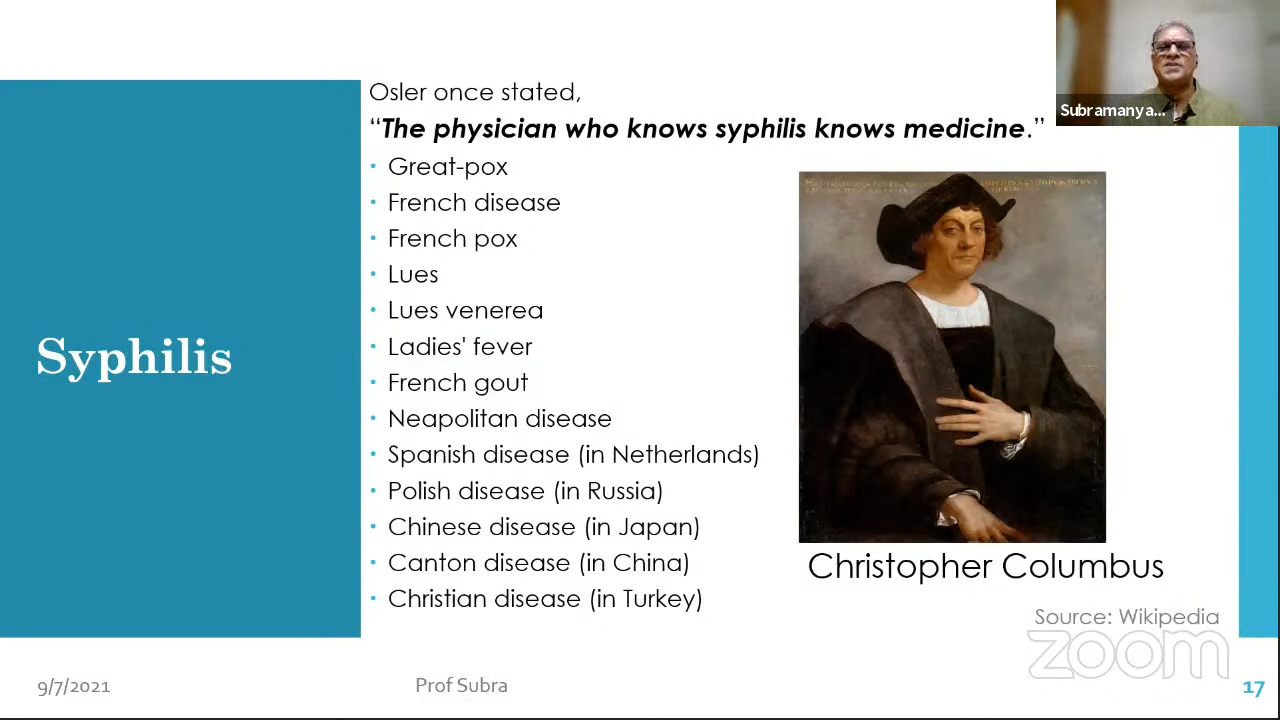 Subramanya...
Osler once stated,
“The physician who knows syphilis knows medicine.”
• Great-pox
• French disease
• French pox
• Lues
• Lues venerea
• Ladies' fever
• French gout
• Neapolitan disease
• Spanish disease (in Netherlands)
• Polish disease (in Russia)
• Chinese disease (in Japan)
• Canton disease (in China)
• Christian disease (in Turkey)
Syphilis
Christopher Columbus
Source: Wikipedia
zoom
9/7/2021
Prof Subra
17